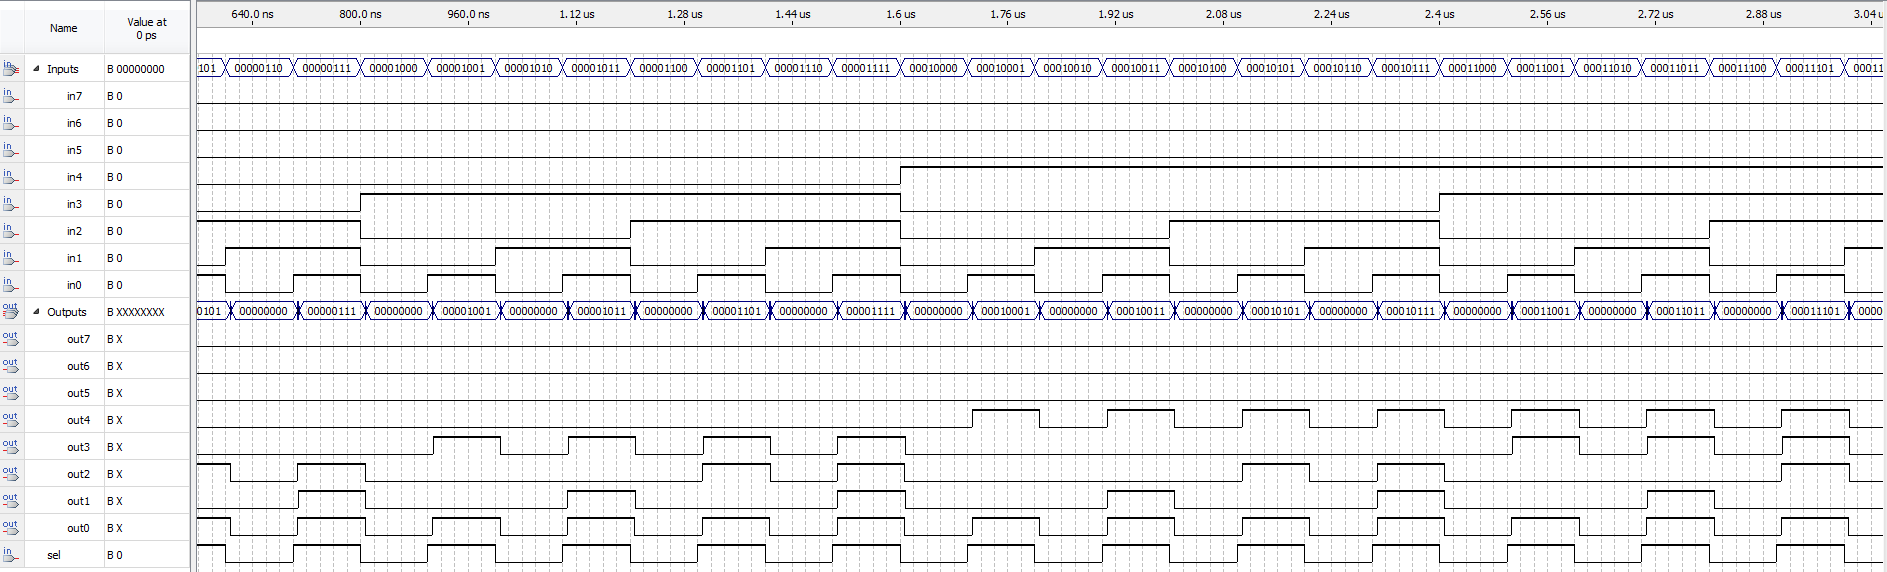 Name Value at 0 ps 640.0 ns 800.0 ns 960.0 ns 1.12 us 1.28 us 1.44 us 1.6 us 1.76 us 1.92 us 2.08 us 2.24 us 2.4 us 2.56 us 2.72 us 2.88 us 3.04 us
in Inputs B 00000000 101 00000110 00000111 00001000 00001001 00001010 00001011 00001100 00001101 00001110 00001111 00010000 00010001 00010010 00010011 00010100 00010101 00010110 00010111 00011000 00011001 00011010 00011011 00011100 00011101 00011
in in7 B 0
in in6 B 0
in in5 B 0
in in4 B 0
in in3 B 0
in in2 B 0
in in1 B 0
in in0 B 0
out Outputs B XXXXXXXX 0101 00000000 00000111 00000000 00001001 00000000 00001011 00000000 00001101 00000000 00001111 00000000 00010001 00000000 00010011 00000000 00010101 00000000 00010111 00000000 00011001 00000000 00011011 00000000 00011101 0000
out out7 B X
out out6 B X
out out5 B X
out out4 B X
out out3 B X
out out2 B X
out out1 B X
out out0 B X
in sel B 0